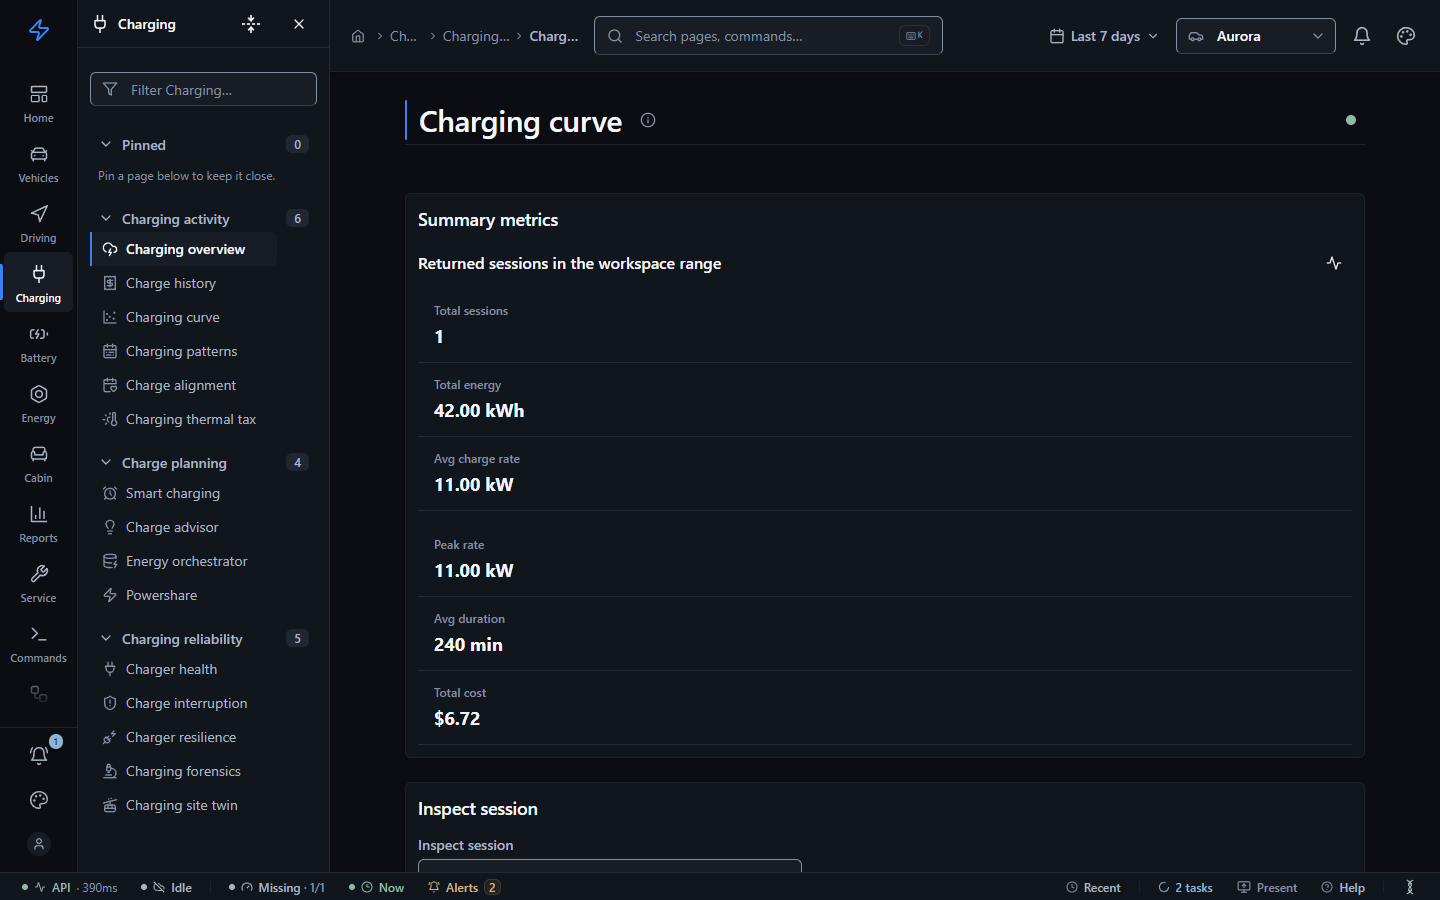 Charging
Ch...
Charging...
Charg...
Search pages, commands...
K
Last 7 days
Aurora
Home
Vehicles
Driving
Charging
Battery
Energy
Cabin
Reports
Service
Commands
1
Filter Charging...
Pinned
0
Pin a page below to keep it close.
Charging activity
6
Charging overview
Charge history
Charging curve
Charging patterns
Charge alignment
Charging thermal tax
Charge planning
4
Smart charging
Charge advisor
Energy orchestrator
Powershare
Charging reliability
5
Charger health
Charge interruption
Charger resilience
Charging forensics
Charging site twin
Charging curve
Summary metrics
Returned sessions in the workspace range
Total sessions
1
Total energy
42.00 kWh
Avg charge rate
11.00 kW
Peak rate
11.00 kW
Avg duration
240 min
Total cost
$6.72
Inspect session
Inspect session
API · 390ms
Idle
Missing · 1/1
Now
Alerts 2
Recent
2 tasks
Present
Help